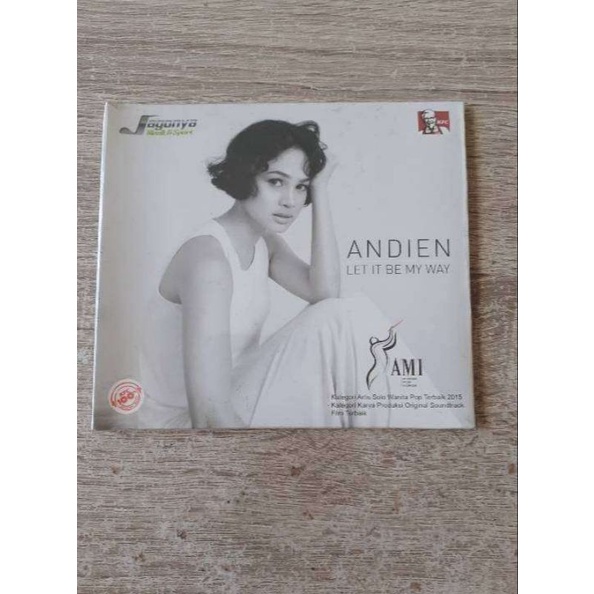 Jagonya
Musik & Sport
KFC
ANDIEN
LET IT BE MY WAY
AMI
Kategori Artis Solo Wanita Pop Terbaik 2015
- Kategori Karya Produksi Original Soundtrack
Film Terbaik
100%